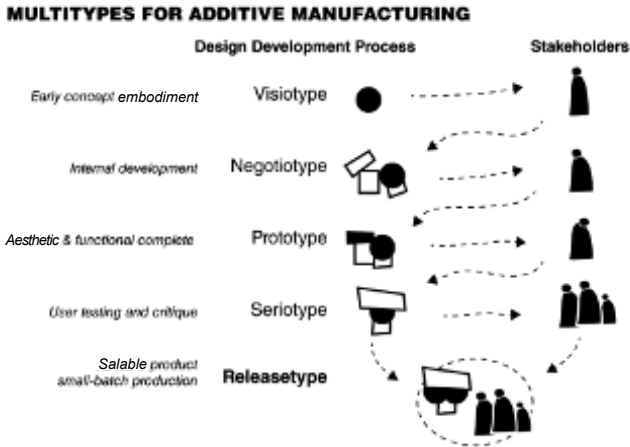 MULTITYPES FOR ADDITIVE MANUFACTURING
Design Development Process Stakeholders
Early concept embodiment Visiotype
Internal development Negotiotype
Aesthetic & functional complete Prototype
User testing and critique Seriotype
Salable product
small-batch production Releasetype